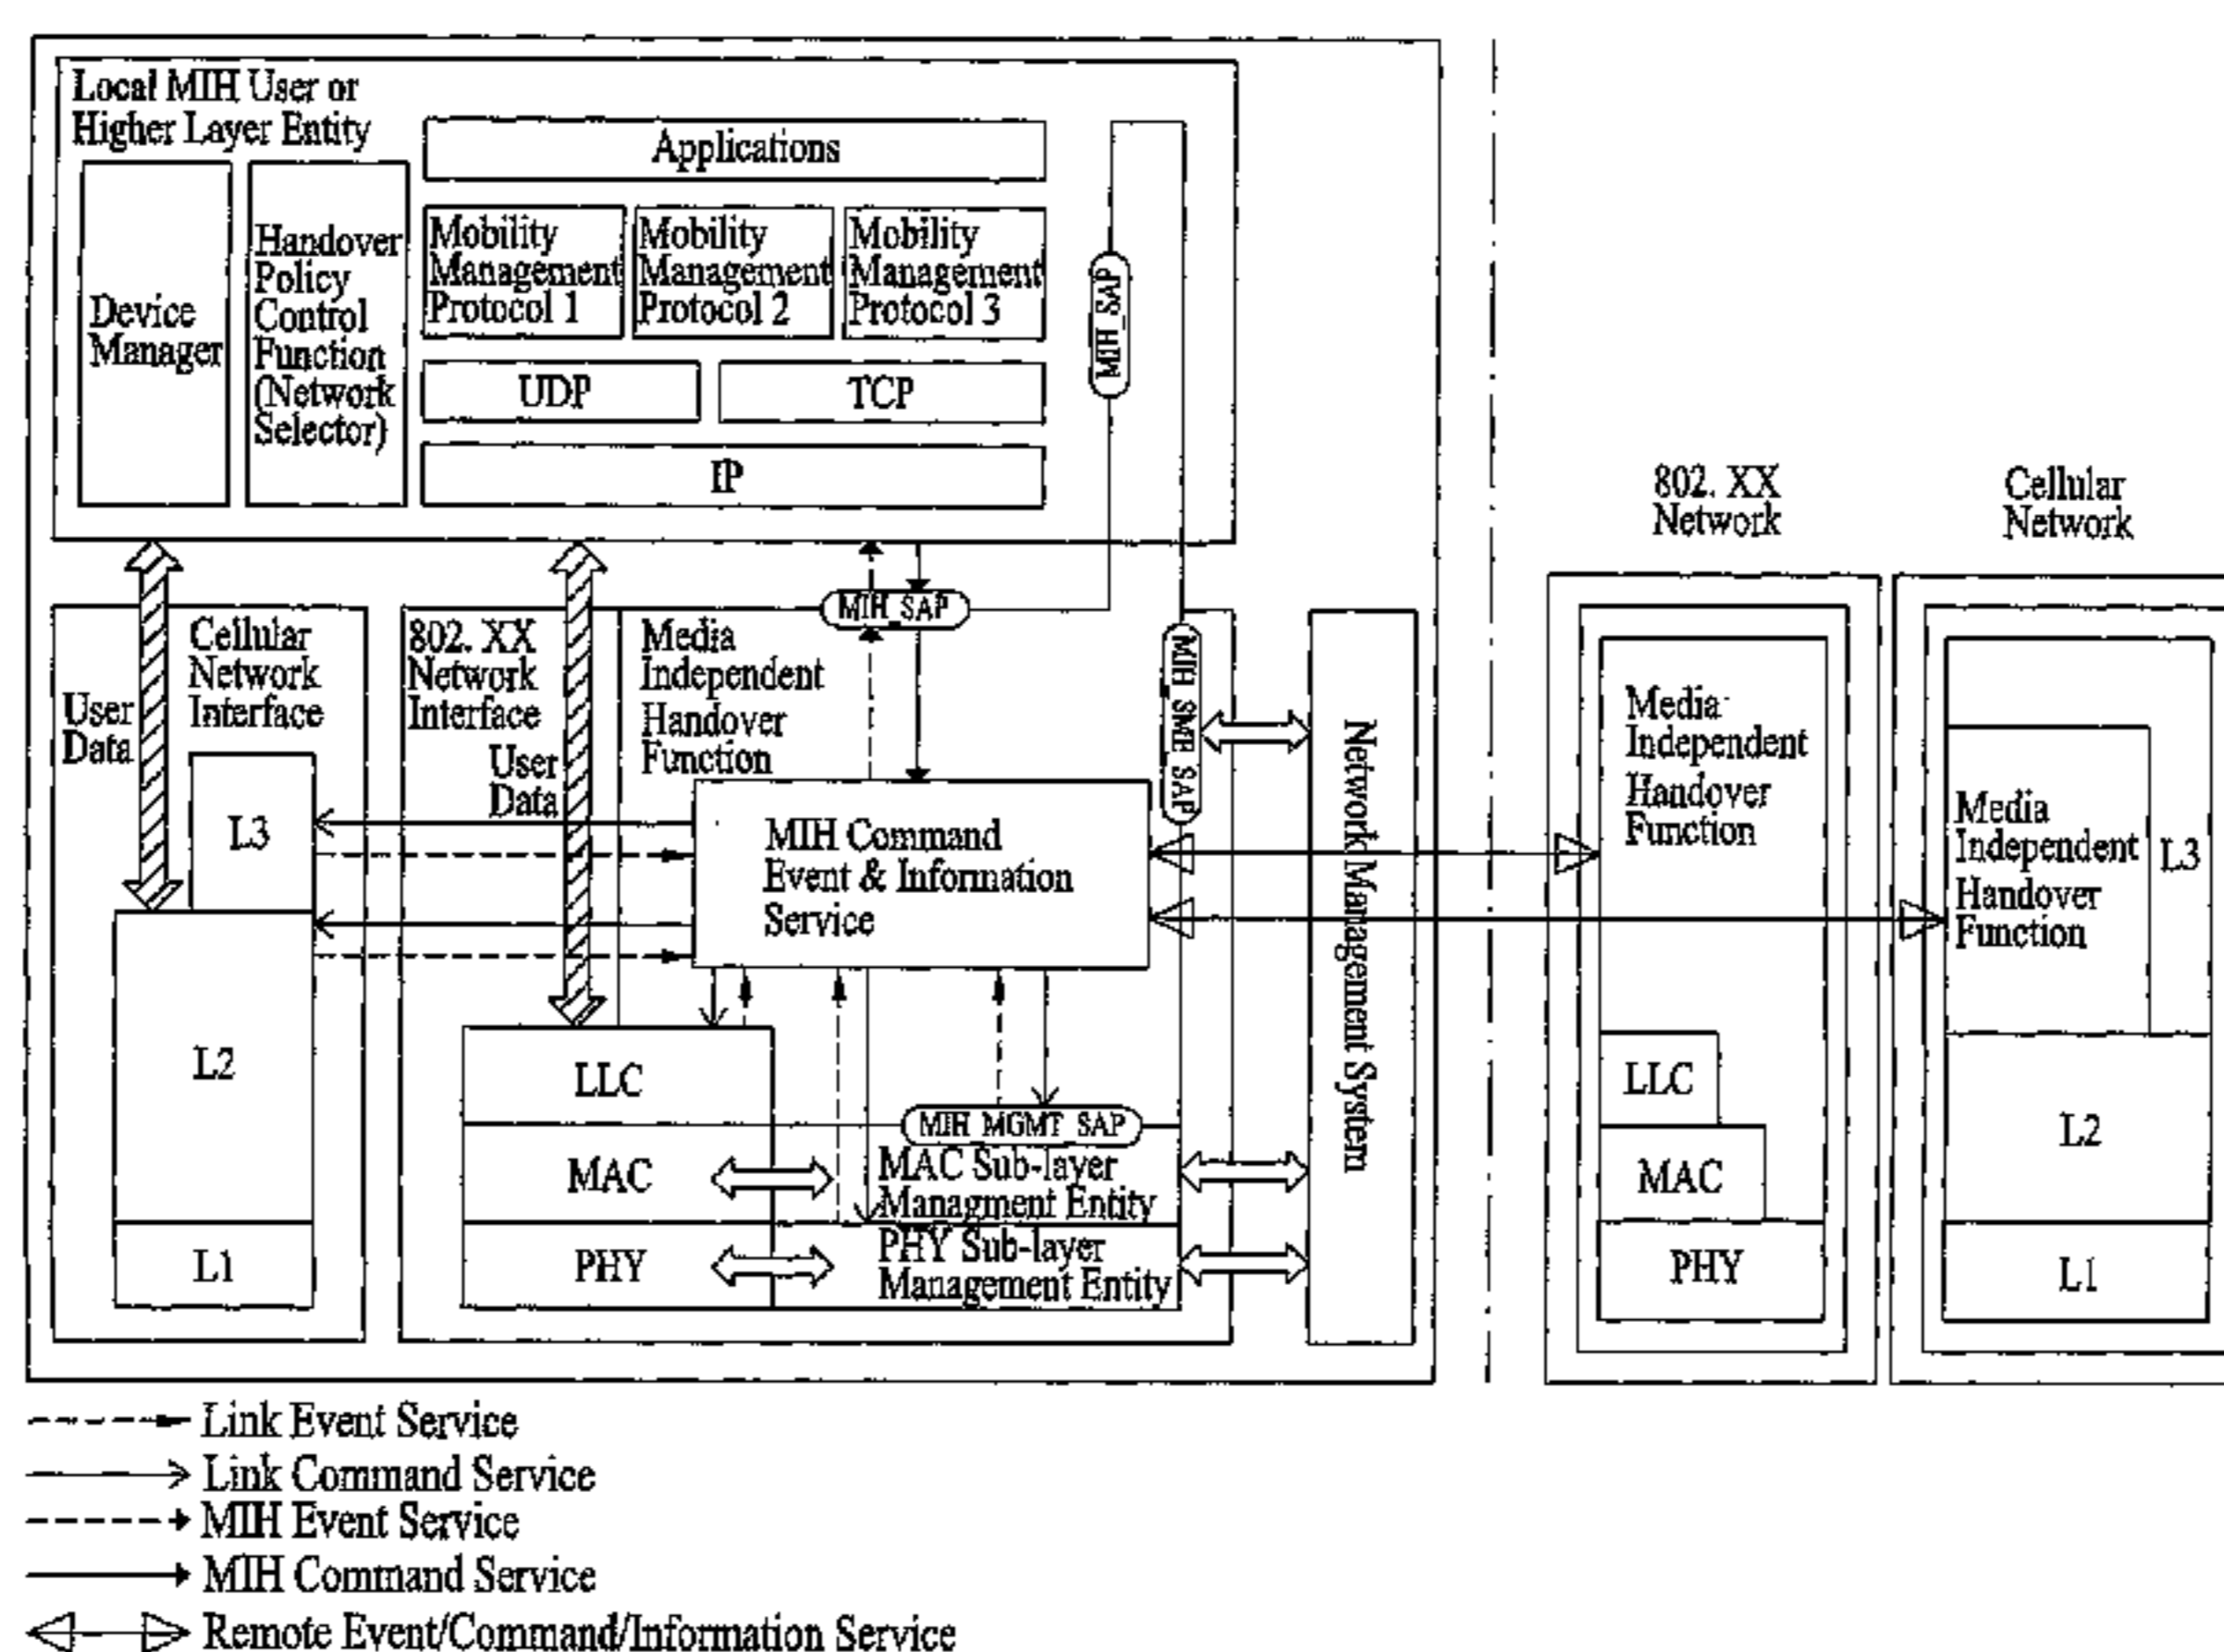 Local MIH User or
Higher Layer Entity
Applications
Device
Manager
Handover
Policy
Control
Function
(Network
Selector)
Mobility
Management
Protocol 1
Mobility
Management
Protocol 2
Mobility
Management
Protocol 3
UDP
TCP
IP
MIH_SAP
802. XX
Network
Cellular
Network
MIH_SAP
User
Data
Cellular
Network
Interface
L3
L2
L1
802. XX
Network
Interface
User
Data
Media
Independent
Handover
Function
MIH_SME_SAP
MIH Command
Event & Information
Service
LLC
MAC
PHY
MIH_MGMT_SAP
MAC Sub-layer
Managment Entity
PHY Sub-layer
Management Entity
Network Management System
Media
Independent
Handover
Function
LLC
MAC
PHY
Media
Independent
Handover
Function
L3
L2
L1
Link Event Service
Link Command Service
MIH Event Service
MIH Command Service
Remote Event/Command/Information Service